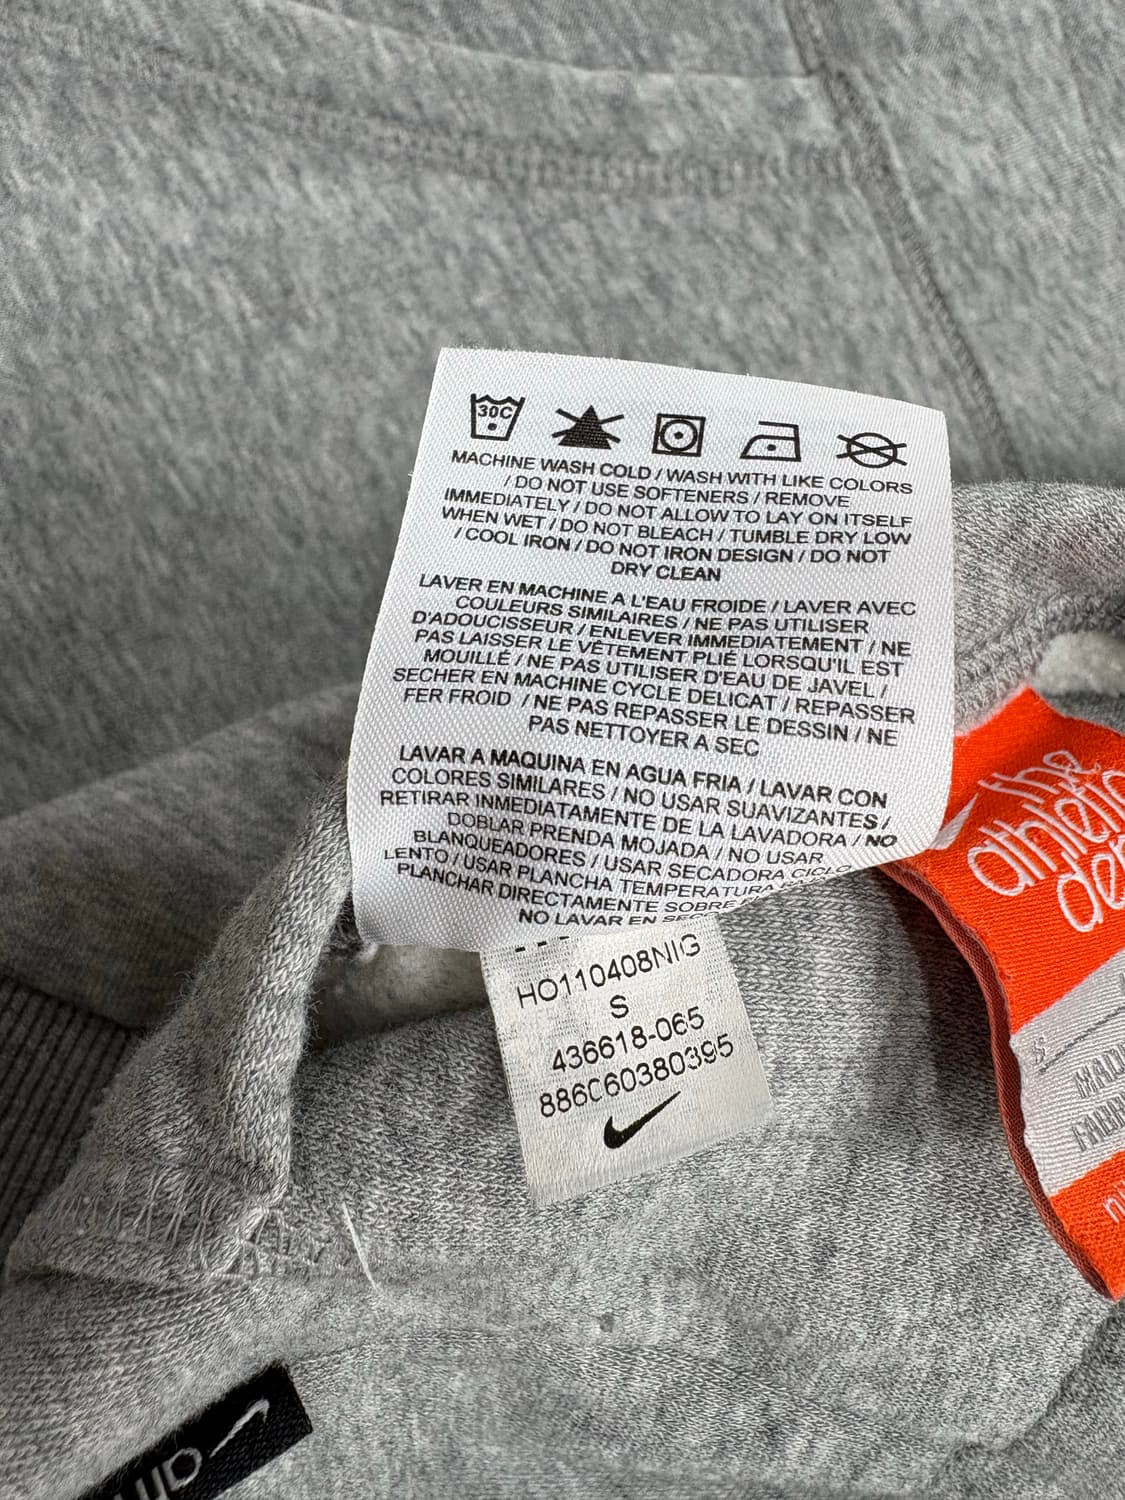 30C
MACHINE WASH COLD / WASH WITH LIKE COLORS
/ DO NOT USE SOFTENERS / REMOVE
IMMEDIATELY / DO NOT ALLOW TO LAY ON ITSELF
WHEN WET / DO NOT BLEACH / TUMBLE DRY LOW
/ COOL IRON / DO NOT IRON DESIGN / DO NOT
DRY CLEAN
LAVER EN MACHINE A L'EAU FROIDE / LAVER AVEC
COULEURS SIMILAIRES / NE PAS UTILISER
D'ADOUCISSEUR / ENLEVER IMMEDIATEMENT / NE
PAS LAISSER LE VÊTEMENT PLIÉ LORSQU'IL EST
MOUILLÉ / NE PAS UTILISER D'EAU DE JAVEL /
SECHER EN MACHINE CYCLE DELICAT / REPASSER
FER FROID / NE PAS REPASSER LE DESSIN / NE
PAS NETTOYER A SEC
LAVAR A MAQUINA EN AGUA FRIA / LAVAR CON
COLORES SIMILARES / NO USAR SUAVIZANTES /
RETIRAR INMEDIATAMENTE DE LA LAVADORA / NO
DOBLAR PRENDA MOJADA / NO USAR
BLANQUEADORES / USAR SECADORA CICLO
LENTO / USAR PLANCHA TEMPERATURA
PLANCHAR DIRECTAMENTE SOBRE
NO LAVAR EN SECO
HO110408NIG
S
436618-065
886060380395
the
athletic
S